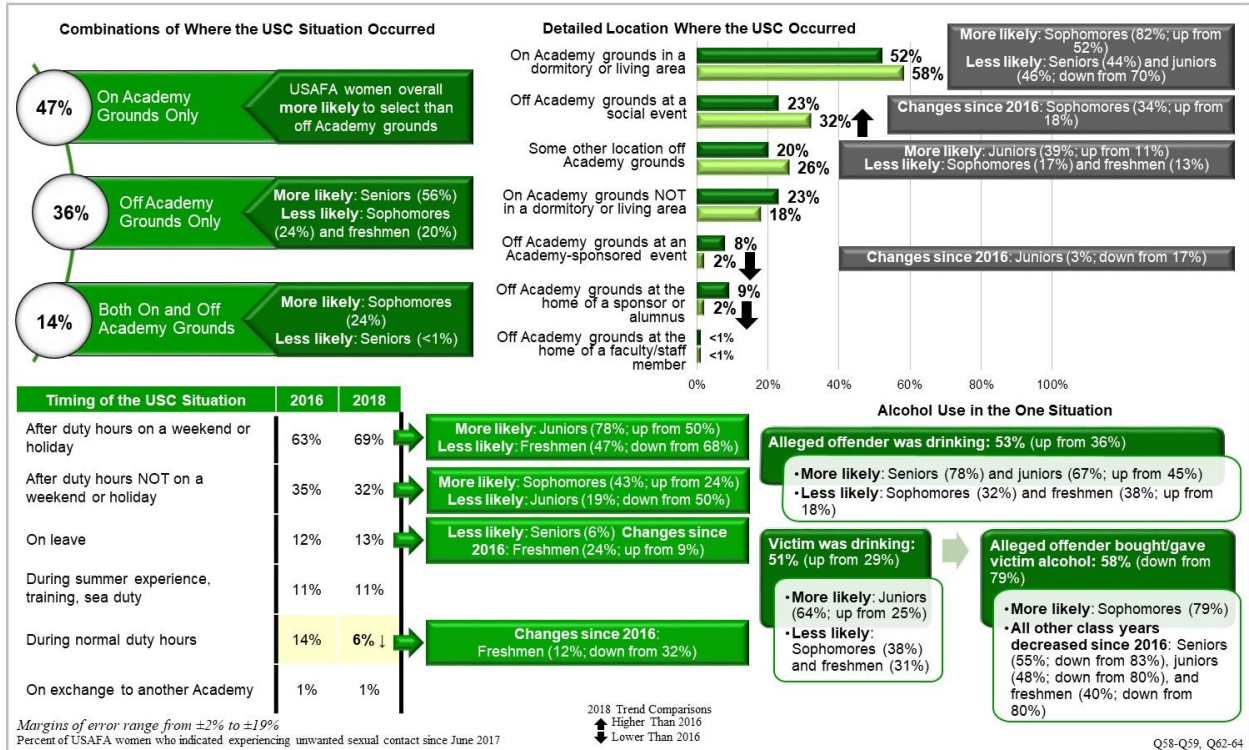 Combinations of Where the USC Situation Occurred
47%
On Academy
Grounds Only
USAFA women overall
more likely to select than
off Academy grounds
36%
Off Academy
Grounds Only
More likely: Seniors (56%)
Less likely: Sophomores
(24%) and freshmen (20%)
14%
Both On and Off
Academy Grounds
More likely: Sophomores
(24%)
Less likely: Seniors (<1%)
Detailed Location Where the USC Occurred
On Academy grounds in a
dormitory or living area
52%
58%
More likely: Sophomores (82%; up from
52%)
Less likely: Seniors (44%) and juniors
(46%; down from 70%)
Off Academy grounds at a
social event
23%
32%
Changes since 2016: Sophomores (34%; up from
18%)
Some other location off
Academy grounds
20%
26%
More likely: Juniors (39%; up from 11%)
Less likely: Sophomores (17%) and freshmen (13%)
On Academy grounds NOT
in a dormitory or living area
23%
18%
Off Academy grounds at an
Academy-sponsored event
8%
2%
Changes since 2016: Juniors (3%; down from 17%)
Off Academy grounds at the
home of a sponsor or
alumnus
9%
2%
Off Academy grounds at the
home of a faculty/staff
member
<1%
<1%
0% 20% 40% 60% 80% 100%
Timing of the USC Situation 2016 2018
After duty hours on a weekend or
holiday
63% 69%
More likely: Juniors (78%; up from 50%)
Less likely: Freshmen (47%; down from 68%)
After duty hours NOT on a
weekend or holiday
35% 32%
More likely: Sophomores (43%; up from 24%)
Less likely: Juniors (19%; down from 50%)
On leave 12% 13%
Less likely: Seniors (6%) Changes since
2016: Freshmen (24%; up from 9%)
During summer experience,
training, sea duty
11% 11%
During normal duty hours 14% 6% ↓
Changes since 2016:
Freshmen (12%; down from 32%)
On exchange to another Academy 1% 1%
Alcohol Use in the One Situation
Alleged offender was drinking: 53% (up from 36%)
•More likely: Seniors (78%) and juniors (67%; up from 45%)
•Less likely: Sophomores (32%) and freshmen (38%; up from
18%)
Victim was drinking:
51% (up from 29%)
•More likely: Juniors
(64%; up from 25%)
•Less likely:
Sophomores (38%)
and freshmen (31%)
Alleged offender bought/gave
victim alcohol: 58% (down from
79%)
•More likely: Sophomores (79%)
•All other class years
decreased since 2016: Seniors
(55%; down from 83%), juniors
(48%; down from 80%), and
freshmen (40%; down from
80%)
Margins of error range from ±2% to ±19%
Percent of USAFA women who indicated experiencing unwanted sexual contact since June 2017
2018 Trend Comparisons
Higher Than 2016
Lower Than 2016
Q58-Q59, Q62-64